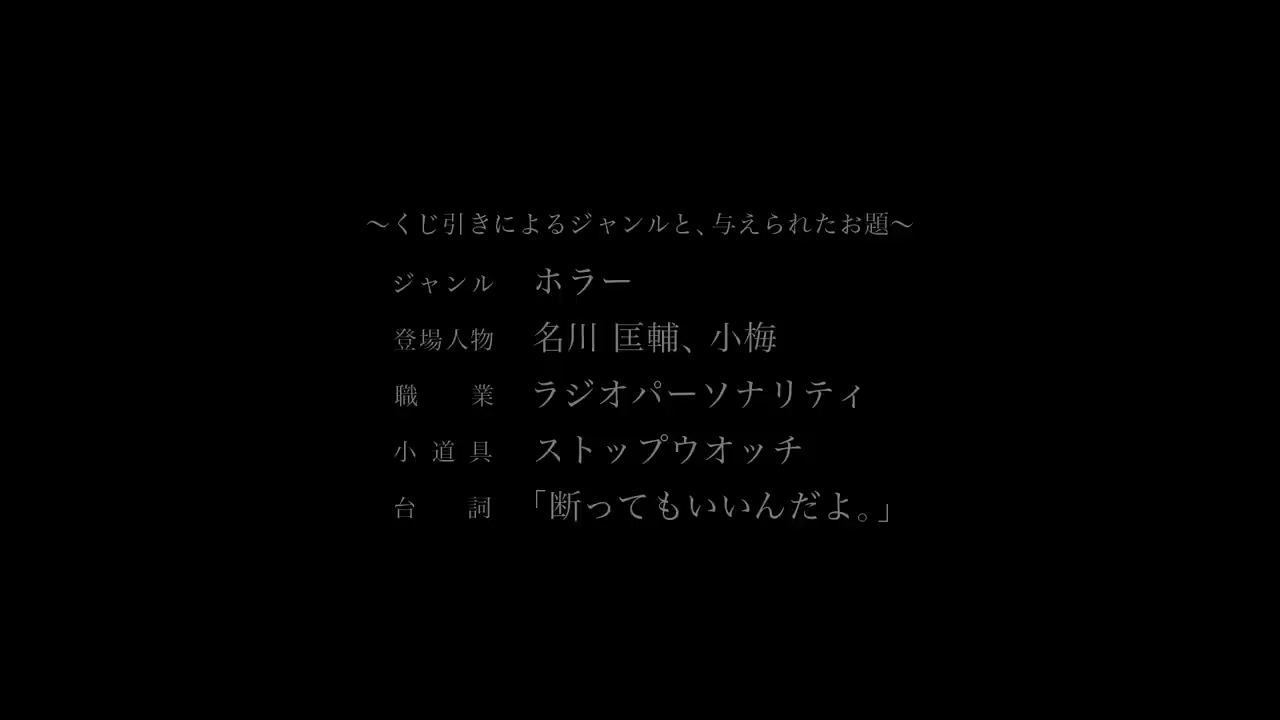 ～くじ引きによるジャンルと、与えられたお題～
ジャンル ホラー
登場人物 名川 匡輔、小梅
職業 ラジオパーソナリティ
小道具 ストップウオッチ
台詞 「断ってもいいんだよ。」